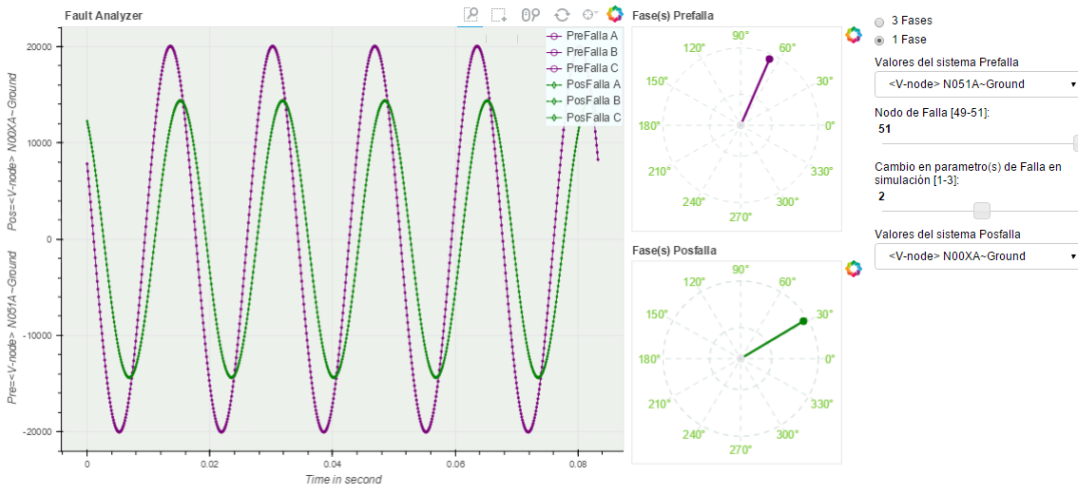 Fault Analyzer
Pos=<V-node> N00XA~Ground
Pre=<V-node> N051A~Ground
20000
10000
0
-10000
-20000
0
0.02
0.04
0.06
0.08
Time in second
PreFalla A
PreFalla B
PreFalla C
PosFalla A
PosFalla B
PosFalla C
Fase(s) Prefalla
90°
120°
60°
150°
30°
180°
0°
210°
330°
240°
300°
270°
Fase(s) Posfalla
90°
120°
60°
150°
30°
180°
0°
210°
330°
240°
300°
270°
3 Fases
1 Fase
Valores del sistema Prefalla
<V-node> N051A~Ground
Nodo de Falla [49-51]:
51
Cambio en parametro(s) de Falla en
simulación [1-3]:
2
Valores del sistema Posfalla
<V-node> N00XA~Ground